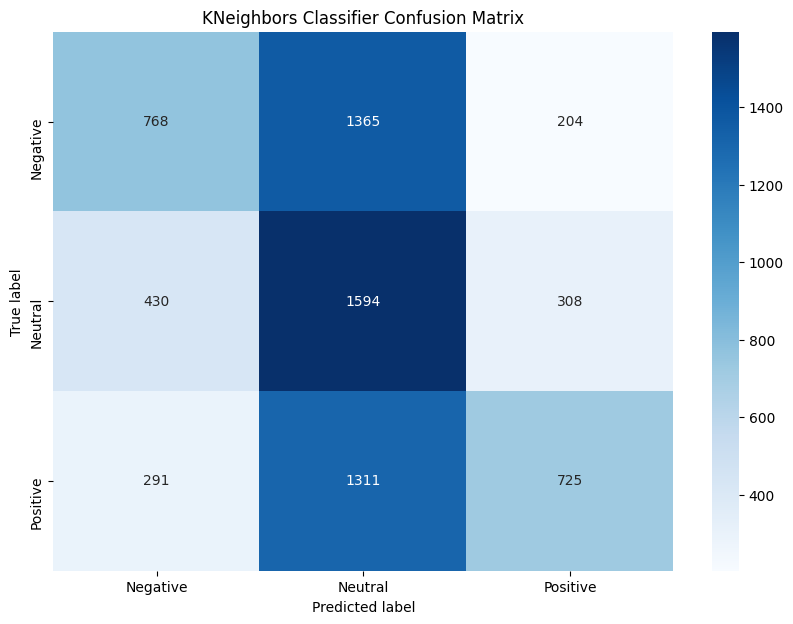 KNeighbors Classifier Confusion Matrix
Negative 768 1365 204
Neutral 430 1594 308
Positive 291 1311 725
Negative Neutral Positive
Predicted label
True label
1400
1200
1000
800
600
400